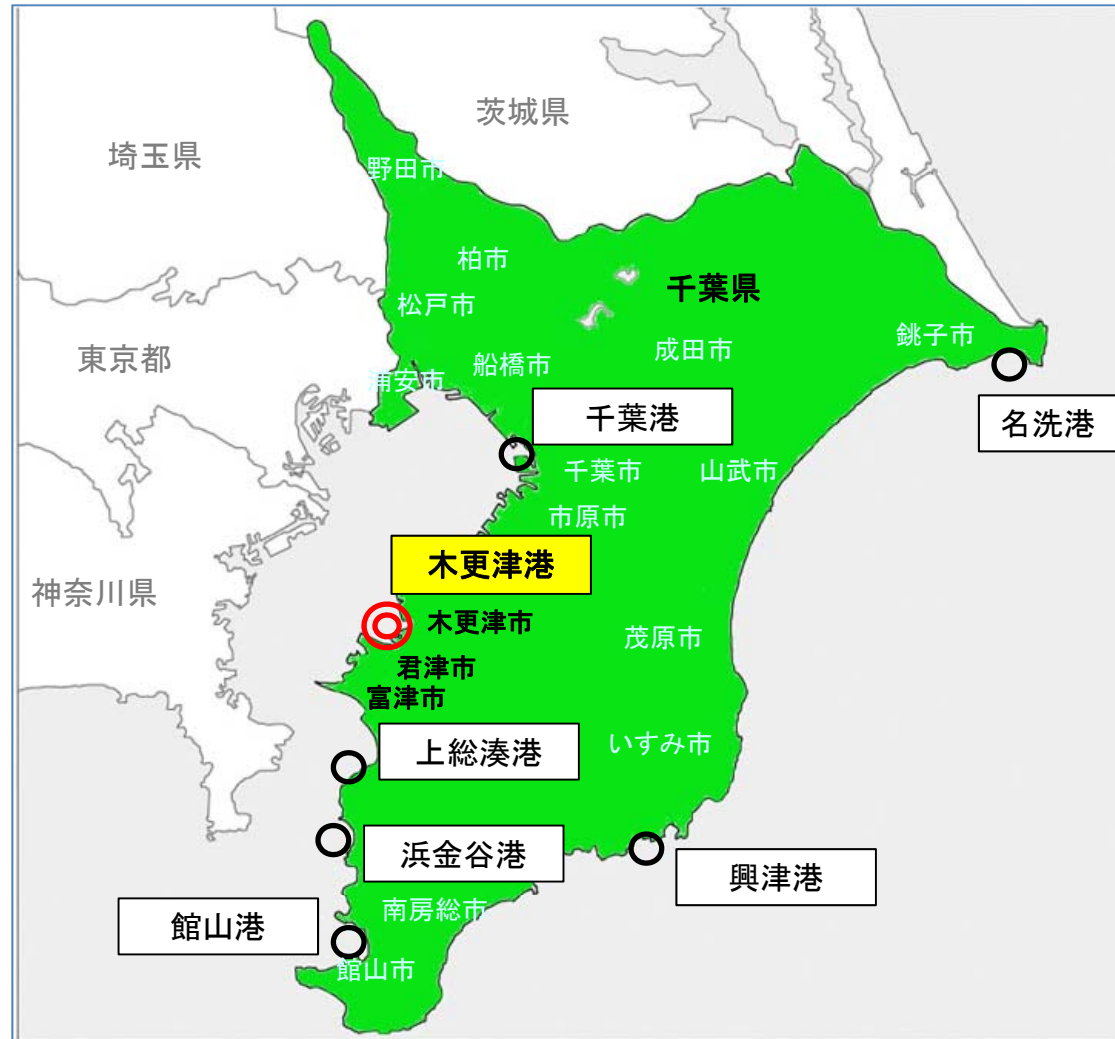 茨城県
埼玉県
野田市
柏市
千葉県
松戸市
銚子市
東京都
成田市
船橋市
浦安市
千葉港
名洗港
千葉市
山武市
市原市
木更津港
神奈川県
木更津市
茂原市
君津市
富津市
いすみ市
上総湊港
浜金谷港
興津港
南房総市
館山港
館山市